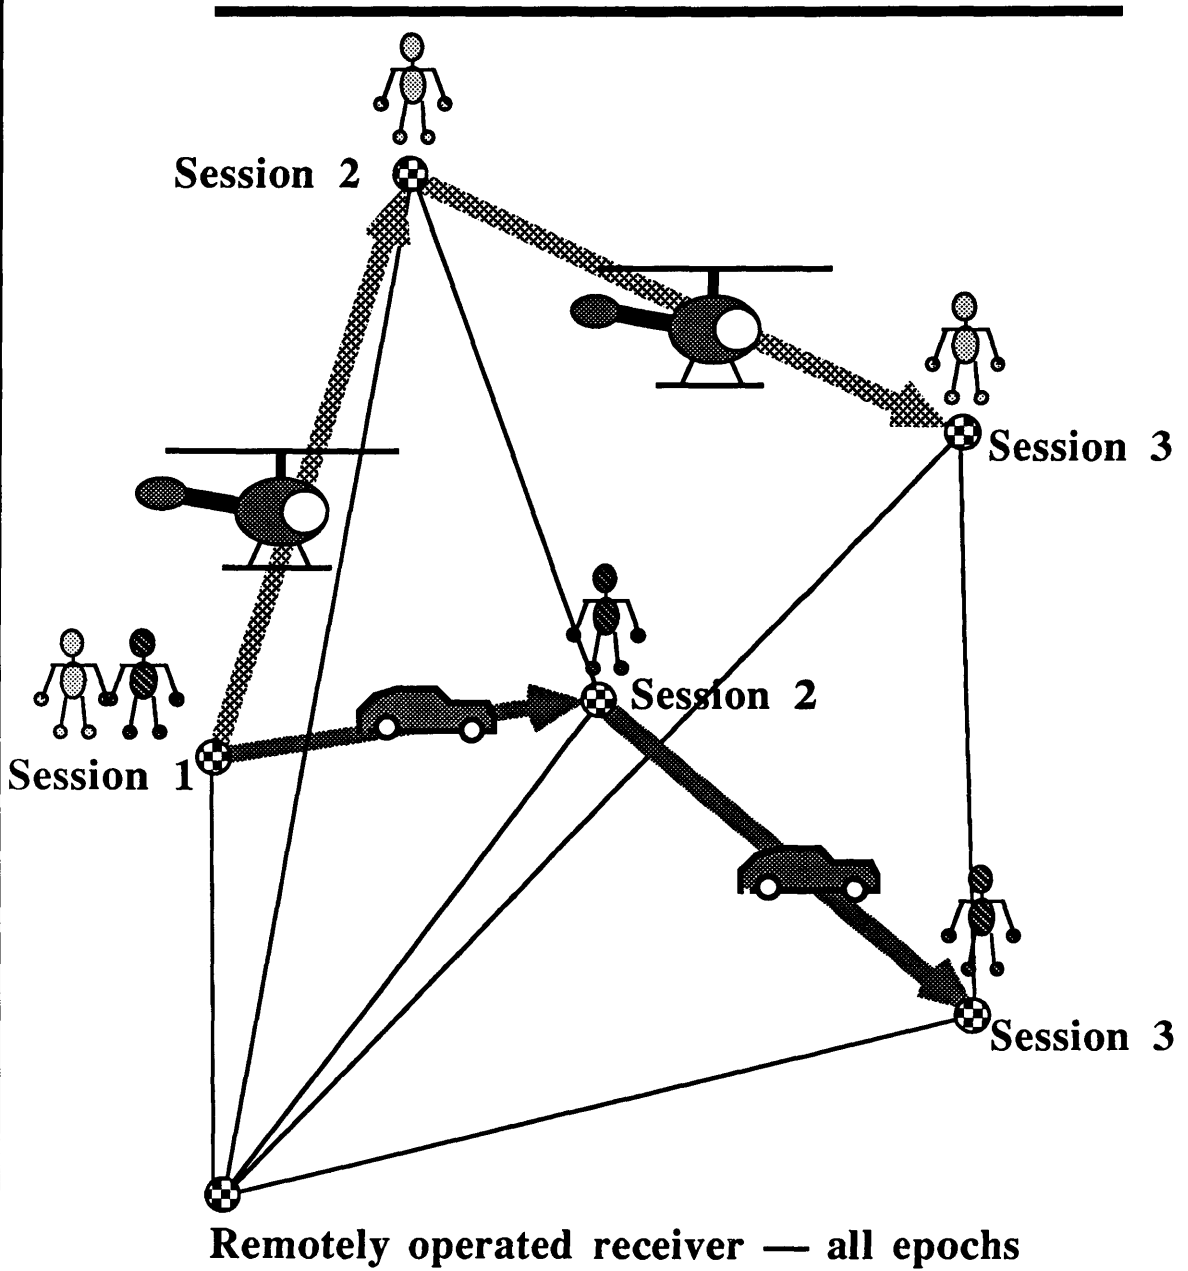 Session 2
Session 3
Session 2
Session 1
Session 3
Remotely operated receiver — all epochs